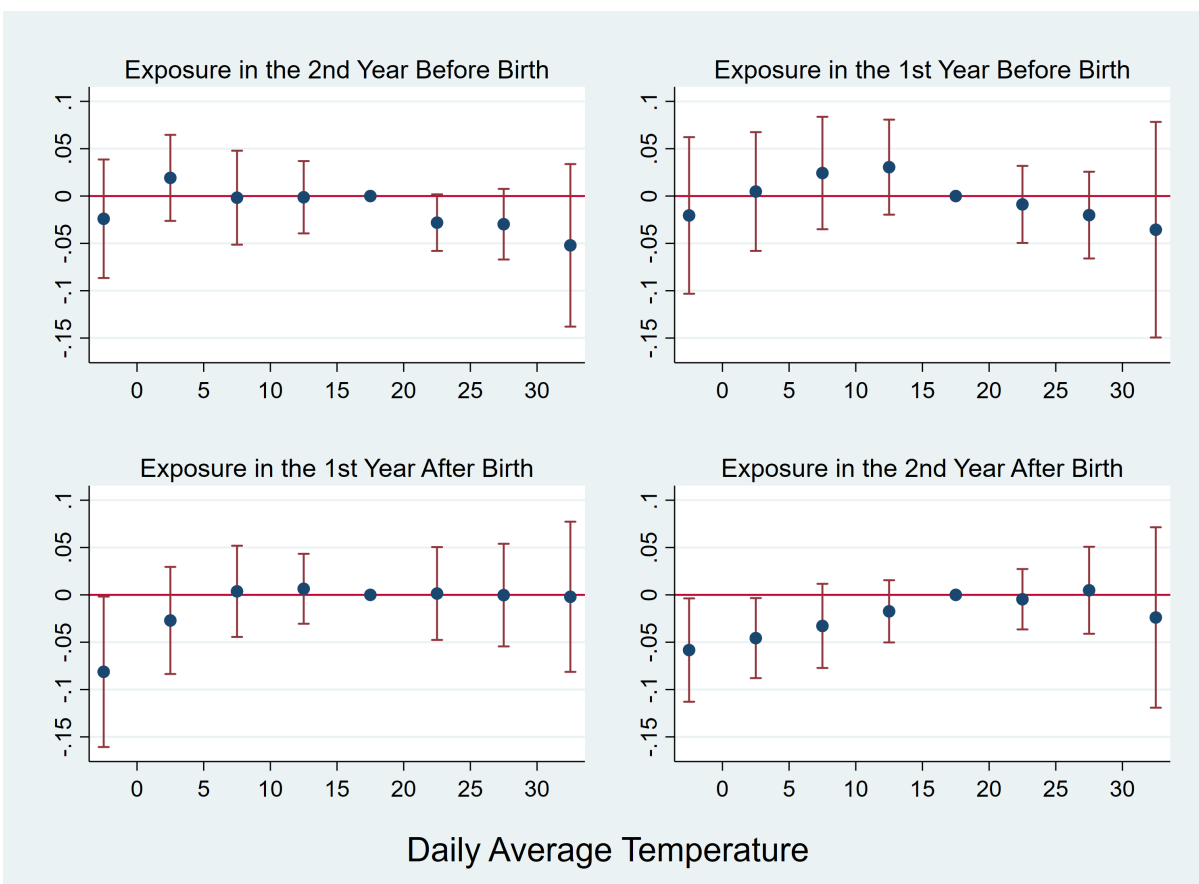 Exposure in the 2nd Year Before Birth
.1
.05
0
-.05
-.1
-.15
0 5 10 15 20 25 30
Exposure in the 1st Year Before Birth
.1
.05
0
-.05
-.1
-.15
0 5 10 15 20 25 30
Exposure in the 1st Year After Birth
.1
.05
0
-.05
-.1
-.15
0 5 10 15 20 25 30
Exposure in the 2nd Year After Birth
.1
.05
0
-.05
-.1
-.15
0 5 10 15 20 25 30
Daily Average Temperature